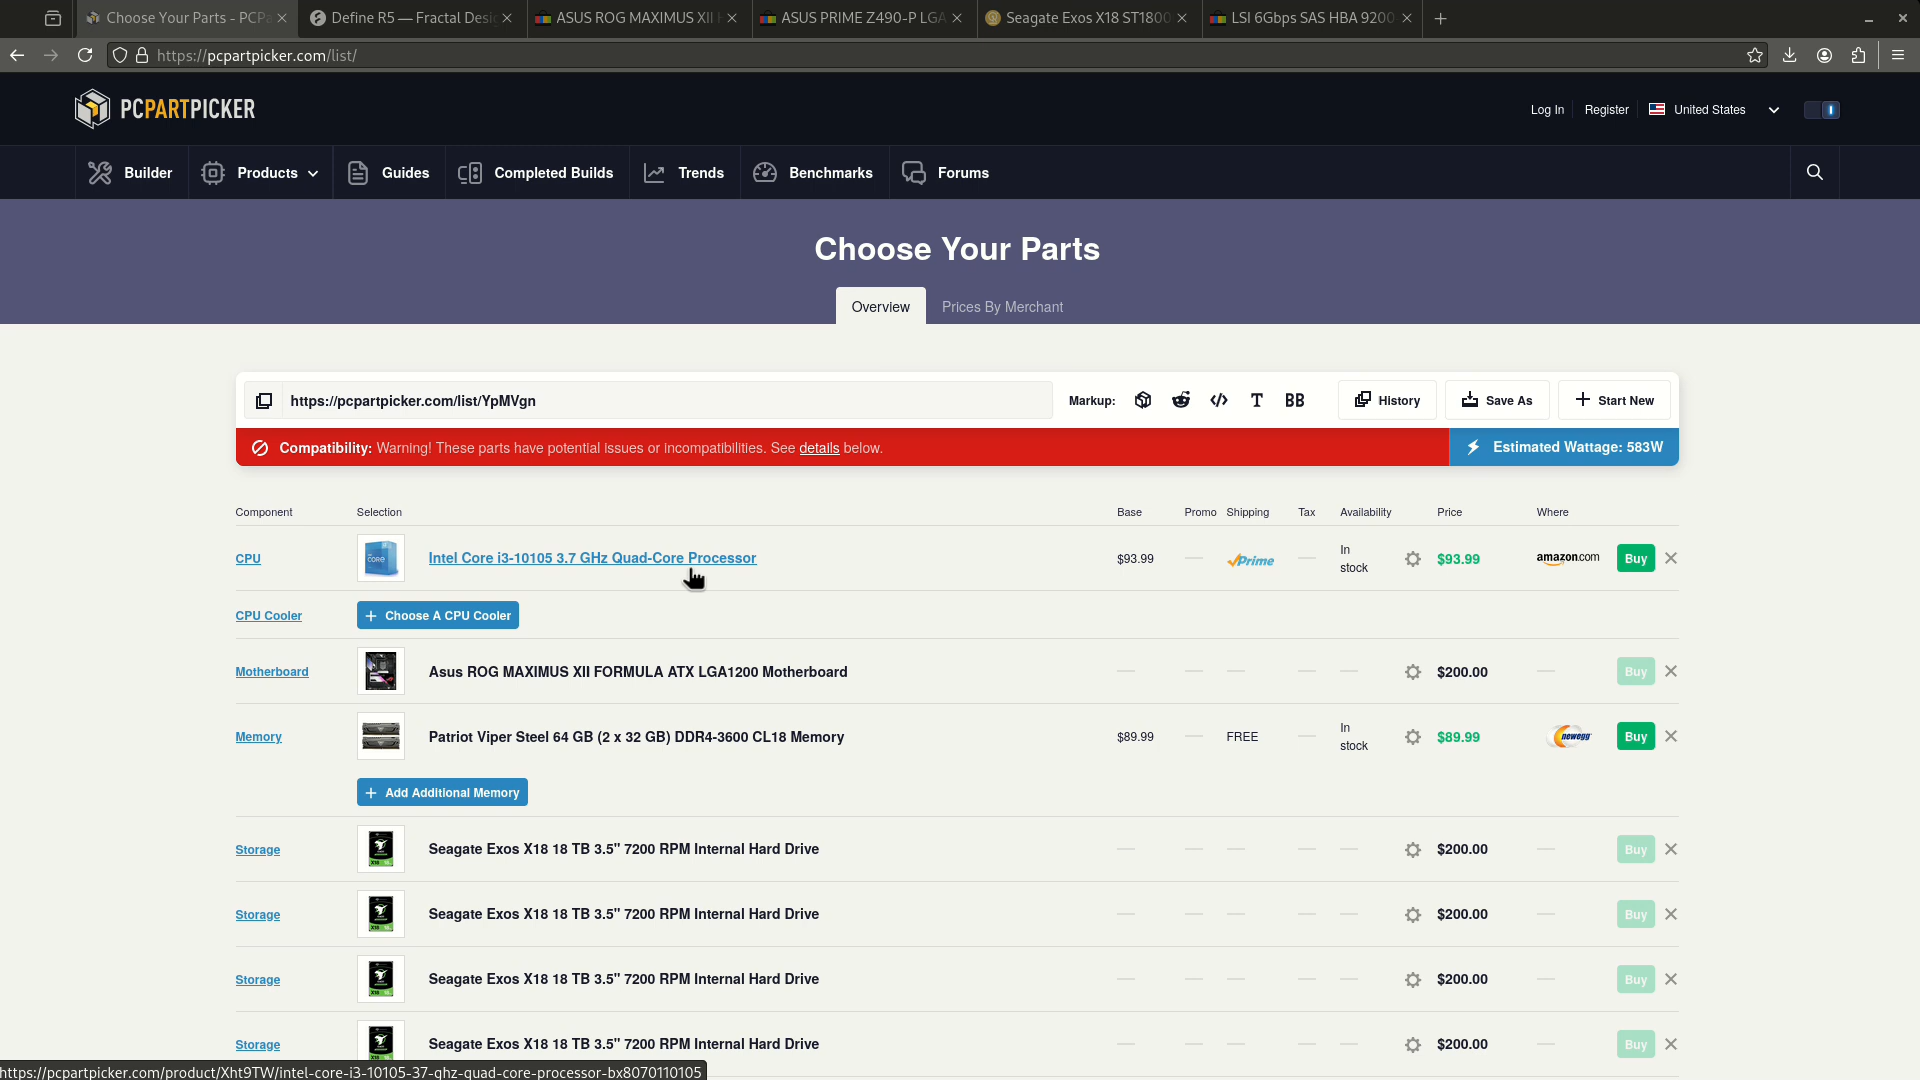 Choose Your Parts - PCPa
Define R5 — Fractal Desi
ASUS ROG MAXIMUS XII
ASUS PRIME Z490-P LGA
Seagate Exos X18 ST1800
LSI 6Gbps SAS HBA 9200
https://pcpartpicker.com/list/
PCPARTPICKER
Log In
Register
United States
Builder
Products
Guides
Completed Builds
Trends
Benchmarks
Forums
Choose Your Parts
Overview
Prices By Merchant
https://pcpartpicker.com/list/YpMVgn
Markup:
T
BB
History
Save As
Start New
Compatibility: Warning! These parts have potential issues or incompatibilities. See details below.
Estimated Wattage: 583W
Component Selection Base Promo Shipping Tax Availability Price Where
CPU
CORE
Intel Core i3-10105 3.7 GHz Quad-Core Processor
$93.99
Prime
In stock
$93.99
amazon.com
Buy
CPU Cooler
Choose A CPU Cooler
Motherboard
Asus ROG MAXIMUS XII FORMULA ATX LGA1200 Motherboard
$200.00
Buy
Memory
Patriot Viper Steel 64 GB (2 x 32 GB) DDR4-3600 CL18 Memory
$89.99
FREE
In stock
$89.99
newegg
Buy
Add Additional Memory
Storage
X18
Seagate Exos X18 18 TB 3.5" 7200 RPM Internal Hard Drive
$200.00
Buy
Storage
X18
Seagate Exos X18 18 TB 3.5" 7200 RPM Internal Hard Drive
$200.00
Buy
Storage
X18
Seagate Exos X18 18 TB 3.5" 7200 RPM Internal Hard Drive
$200.00
Buy
Storage
Seagate Exos X18 18 TB 3.5" 7200 RPM Internal Hard Drive
$200.00
Buy
https://pcpartpicker.com/product/Xht9TW/intel-core-i3-10105-37-ghz-quad-core-processor-bx8070110105